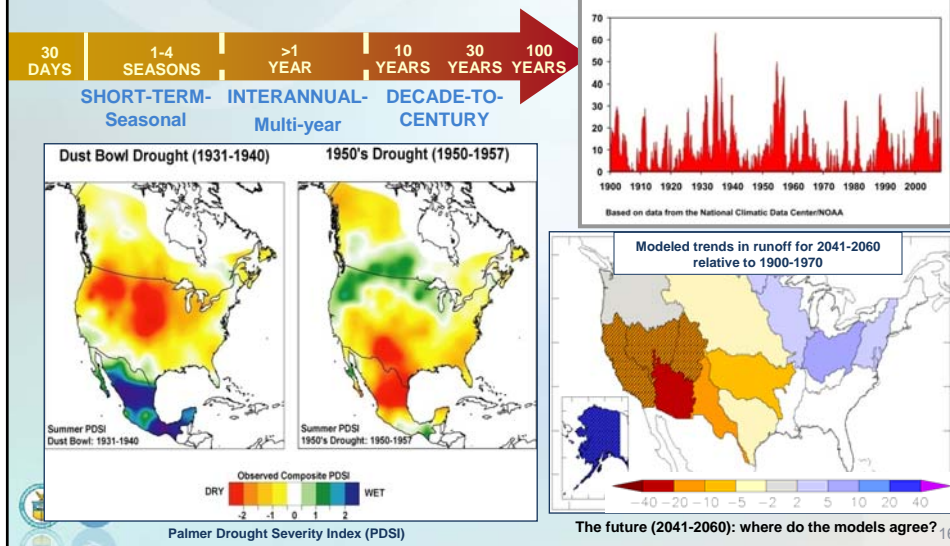 30
DAYS
1-4
SEASONS
>1
YEAR
10
YEARS
30
YEARS
100
YEARS
SHORT-TERM-
Seasonal
INTERANNUAL-
Multi-year
DECADE-TO-
CENTURY
70
60
50
40
30
20
10
0
1900 1910 1920 1930 1940 1950 1960 1970 1980 1990 2000
Based on data from the National Climatic Data Center/NOAA
Dust Bowl Drought (1931-1940)
1950's Drought (1950-1957)
Summer PDSI
Dust Bowl: 1931-1940
Summer PDSI
1950's Drought: 1950-1957
Observed Composite PDSI
DRY
WET
-2 -1 0 1 2
Palmer Drought Severity Index (PDSI)
Modeled trends in runoff for 2041-2060
relative to 1900-1970
-40 -20 -10 -5 -2 2 5 10 20 40
The future (2041-2060): where do the models agree?